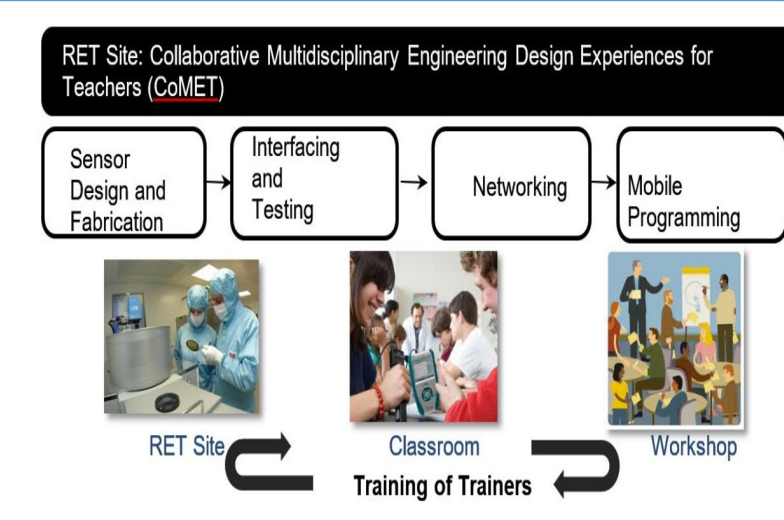 RET Site: Collaborative Multidisciplinary Engineering Design Experiences for
Teachers (CoMET)
Sensor
Design and
Fabrication
Interfacing
and
Testing
Networking
Mobile
Programming
RET Site
Classroom
Workshop
Training of Trainers